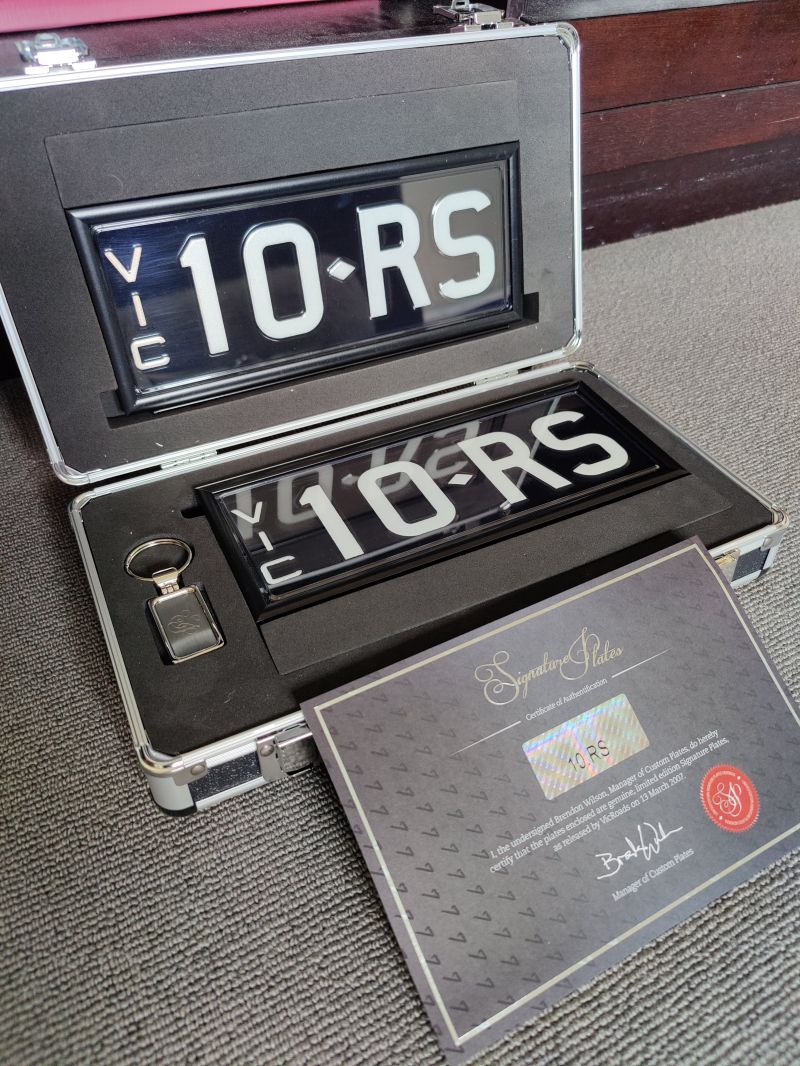 VIC 10•RS
VIC 10•RS
Signature Plates
Certificate of Authentification
10.RS
I, the undersigned Brendon Wilson, Manager of Custom Plates, do hereby
certify that the plates enclosed are genuine, limited edition Signature Plates,
as released by VicRoads on 13 March 2007.
Manager of Custom Plates